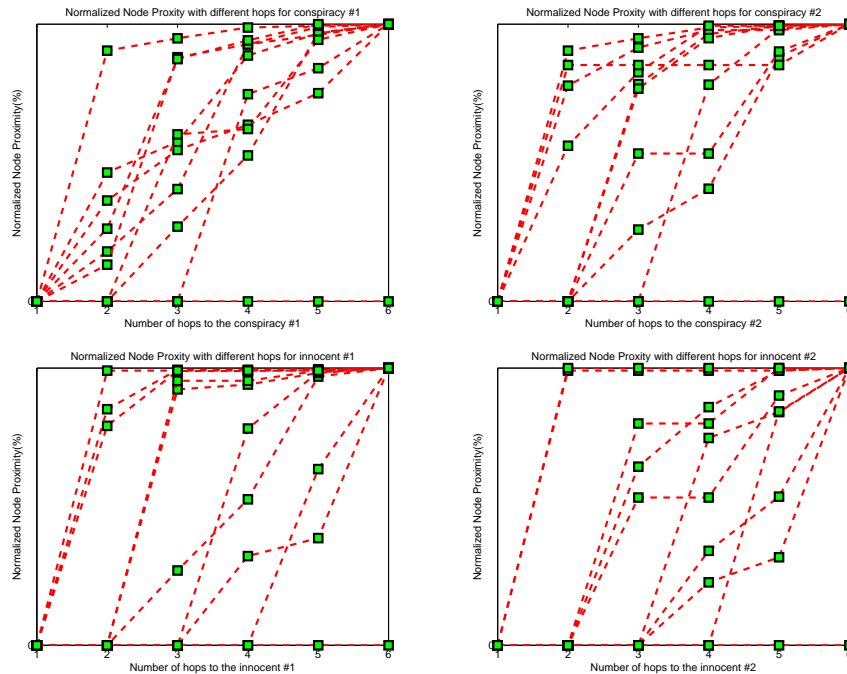 Normalized Node Proxity with different hops for conspiracy #1
Normalized Node Proximity(%)
0
1 2 3 4 5 6
Number of hops to the conspiracy #1
Normalized Node Proxity with different hops for conspiracy #2
Normalized Node Proximity(%)
0
1 2 3 4 5 6
Number of hops to the conspiracy #2
Normalized Node Proxity with different hops for innocent #1
Normalized Node Proximity(%)
0
1 2 3 4 5 6
Number of hops to the innocent #1
Normalized Node Proxity with different hops for innocent #2
Normalized Node Proximity(%)
0
1 2 3 4 5 6
Number of hops to the innocent #2